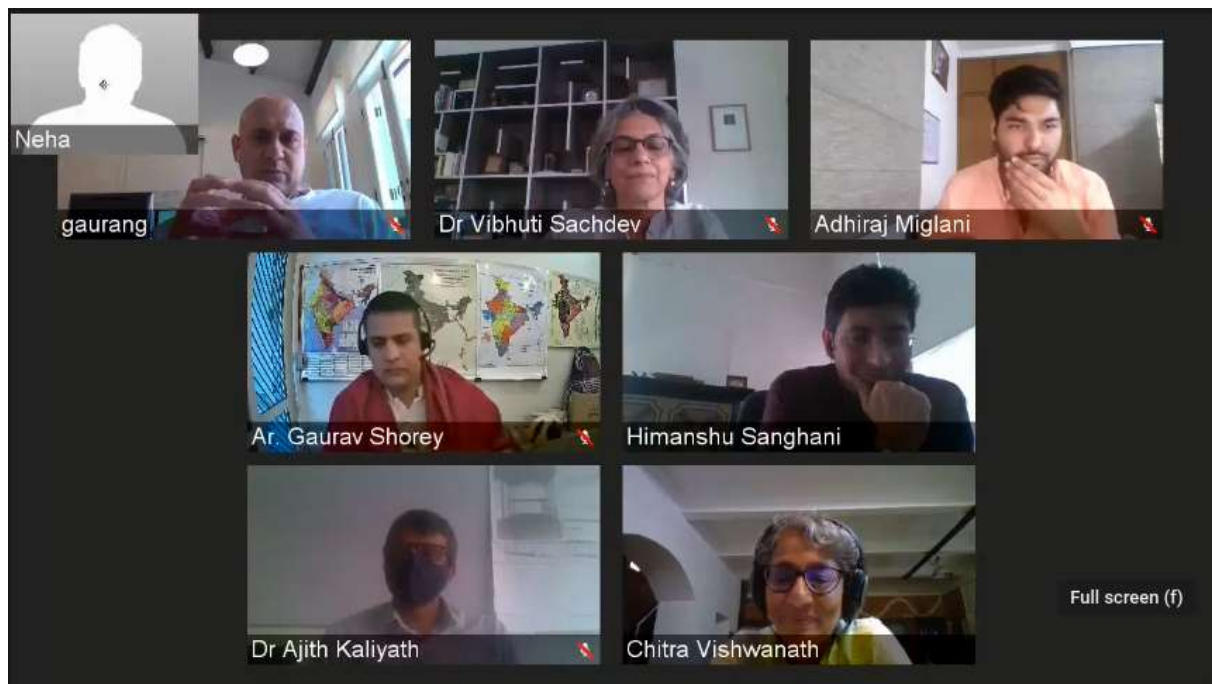 Neha
gaurang
Dr Vibhuti Sachdev
Adhiraj Miglani
Ar. Gaurav Shorey
Himanshu Sanghani
Dr Ajith Kaliyath
Chitra Vishwanath
Full screen (f)